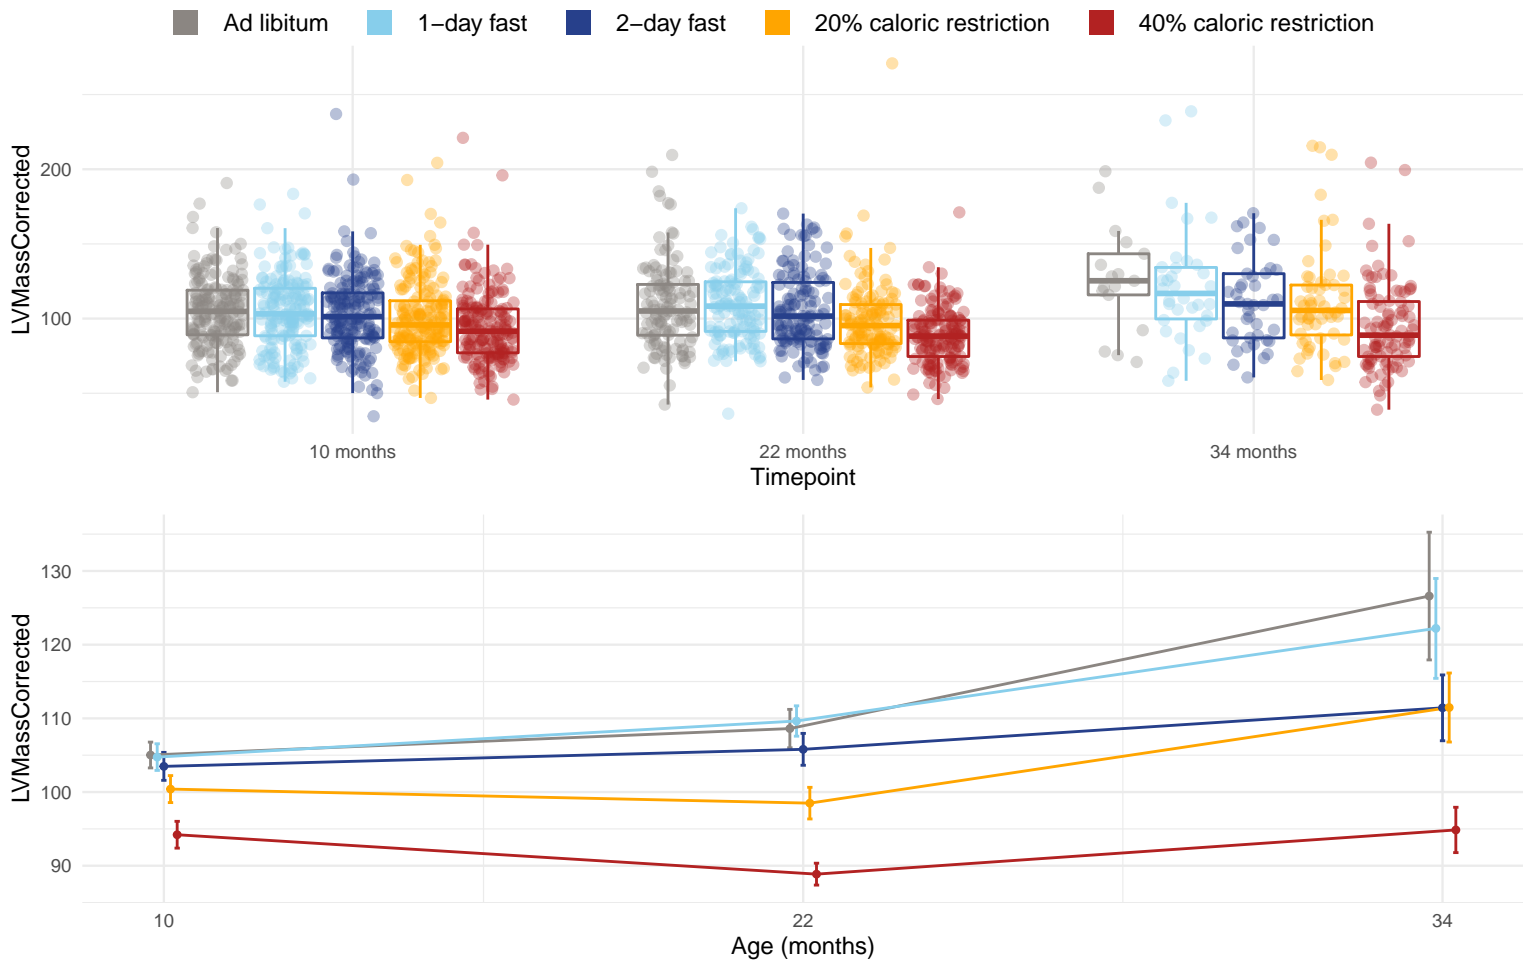 Ad libitum 1−day fast 2−day fast 20% caloric restriction 40% caloric restriction
LVMassCorrected
200
100
10 months 22 months 34 months
Timepoint
LVMassCorrected
130
120
110
100
90
10 22 34
Age (months)